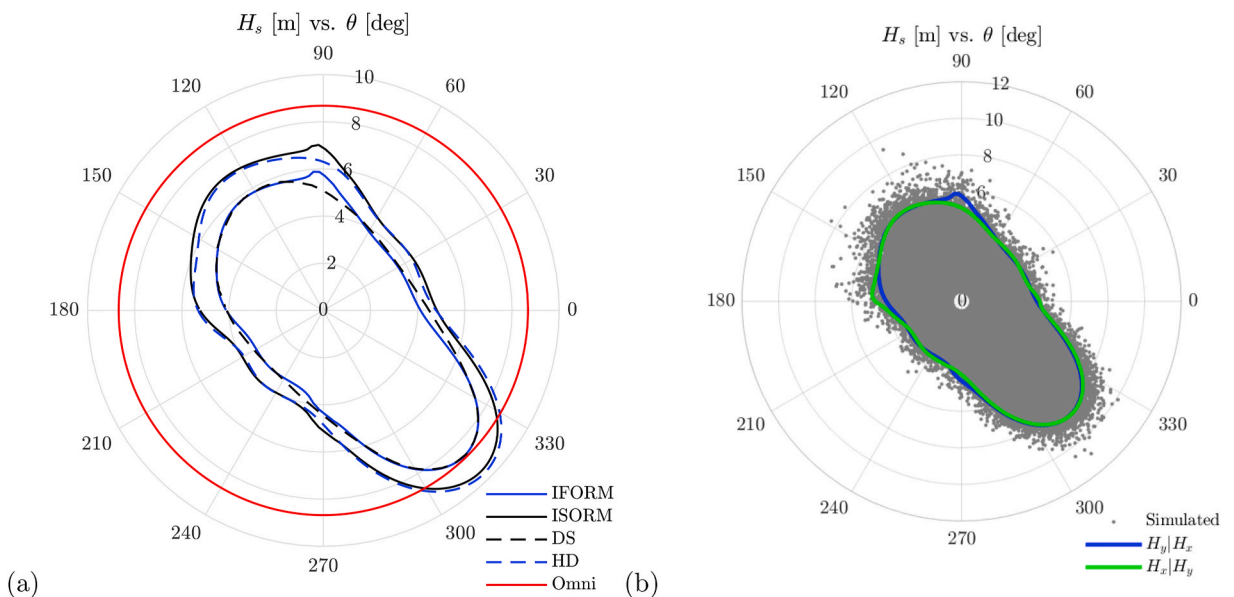 H_s [m] vs. θ [deg]
90
120
60
150
30
180
0
210
330
240
300
270
10
8
6
4
2
0
IFORM
ISORM
DS
HD
Omni
(a)
H_s [m] vs. θ [deg]
90
120
60
150
30
180
0
210
330
240
300
270
12
10
8
6
0
Simulated
H_y|H_x
H_x|H_y
(b)